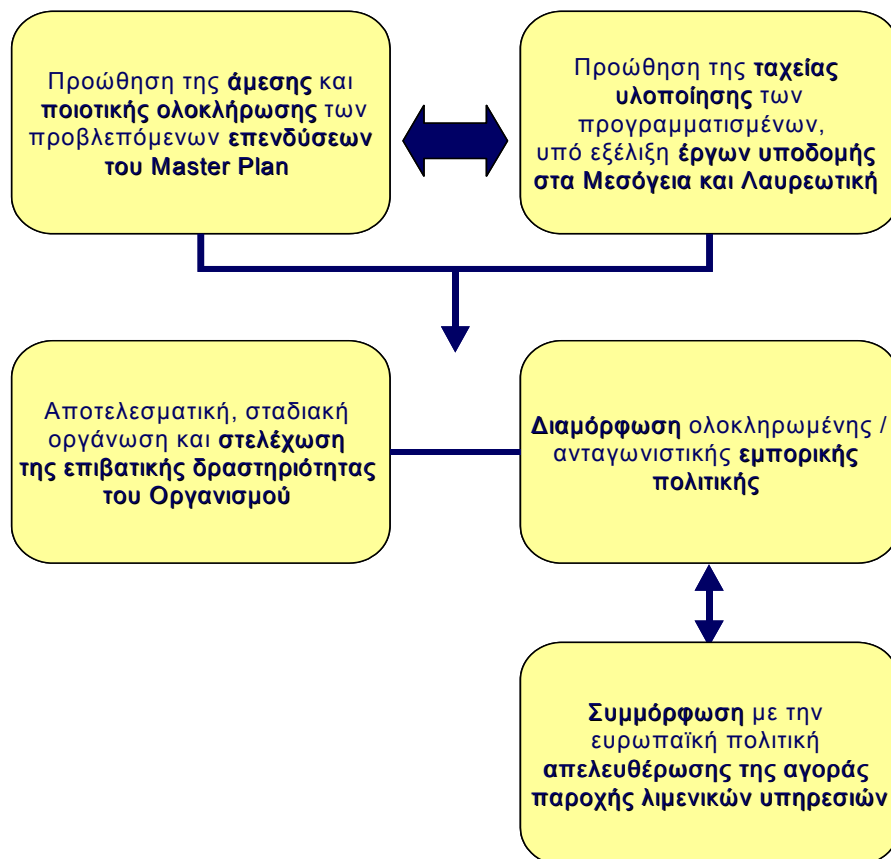 Προώθηση της άμεσης και
ποιοτικής ολοκλήρωσης των
προβλεπόμενων επενδύσεων
του Master Plan
Προώθηση της ταχείας
υλοποίησης των
προγραμματισμένων,
υπό εξέλιξη έργων υποδομής
στα Μεσόγεια και Λαυρεωτική
Αποτελεσματική, σταδιακή
οργάνωση και στελέχωση
της επιβατικής δραστηριότητας
του Οργανισμού
Διαμόρφωση ολοκληρωμένης /
ανταγωνιστικής εμπορικής
πολιτικής
Συμμόρφωση με την
ευρωπαϊκή πολιτική
απελευθέρωσης της αγοράς
παροχής λιμενικών υπηρεσιών